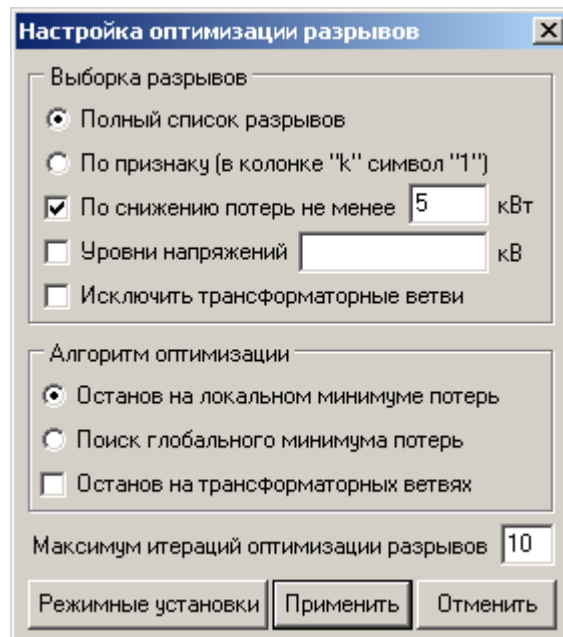 Настройка оптимизации разрывов
Выборка разрывов
Полный список разрывов
По признаку (в колонке "k" символ "1")
По снижению потерь не менее 5 кВт
Уровни напряжений кВ
Исключить трансформаторные ветви
Алгоритм оптимизации
Останов на локальном минимуме потерь
Поиск глобального минимума потерь
Останов на трансформаторных ветвях
Максимум итераций оптимизации разрывов 10
Режимные установки Применить Отменить